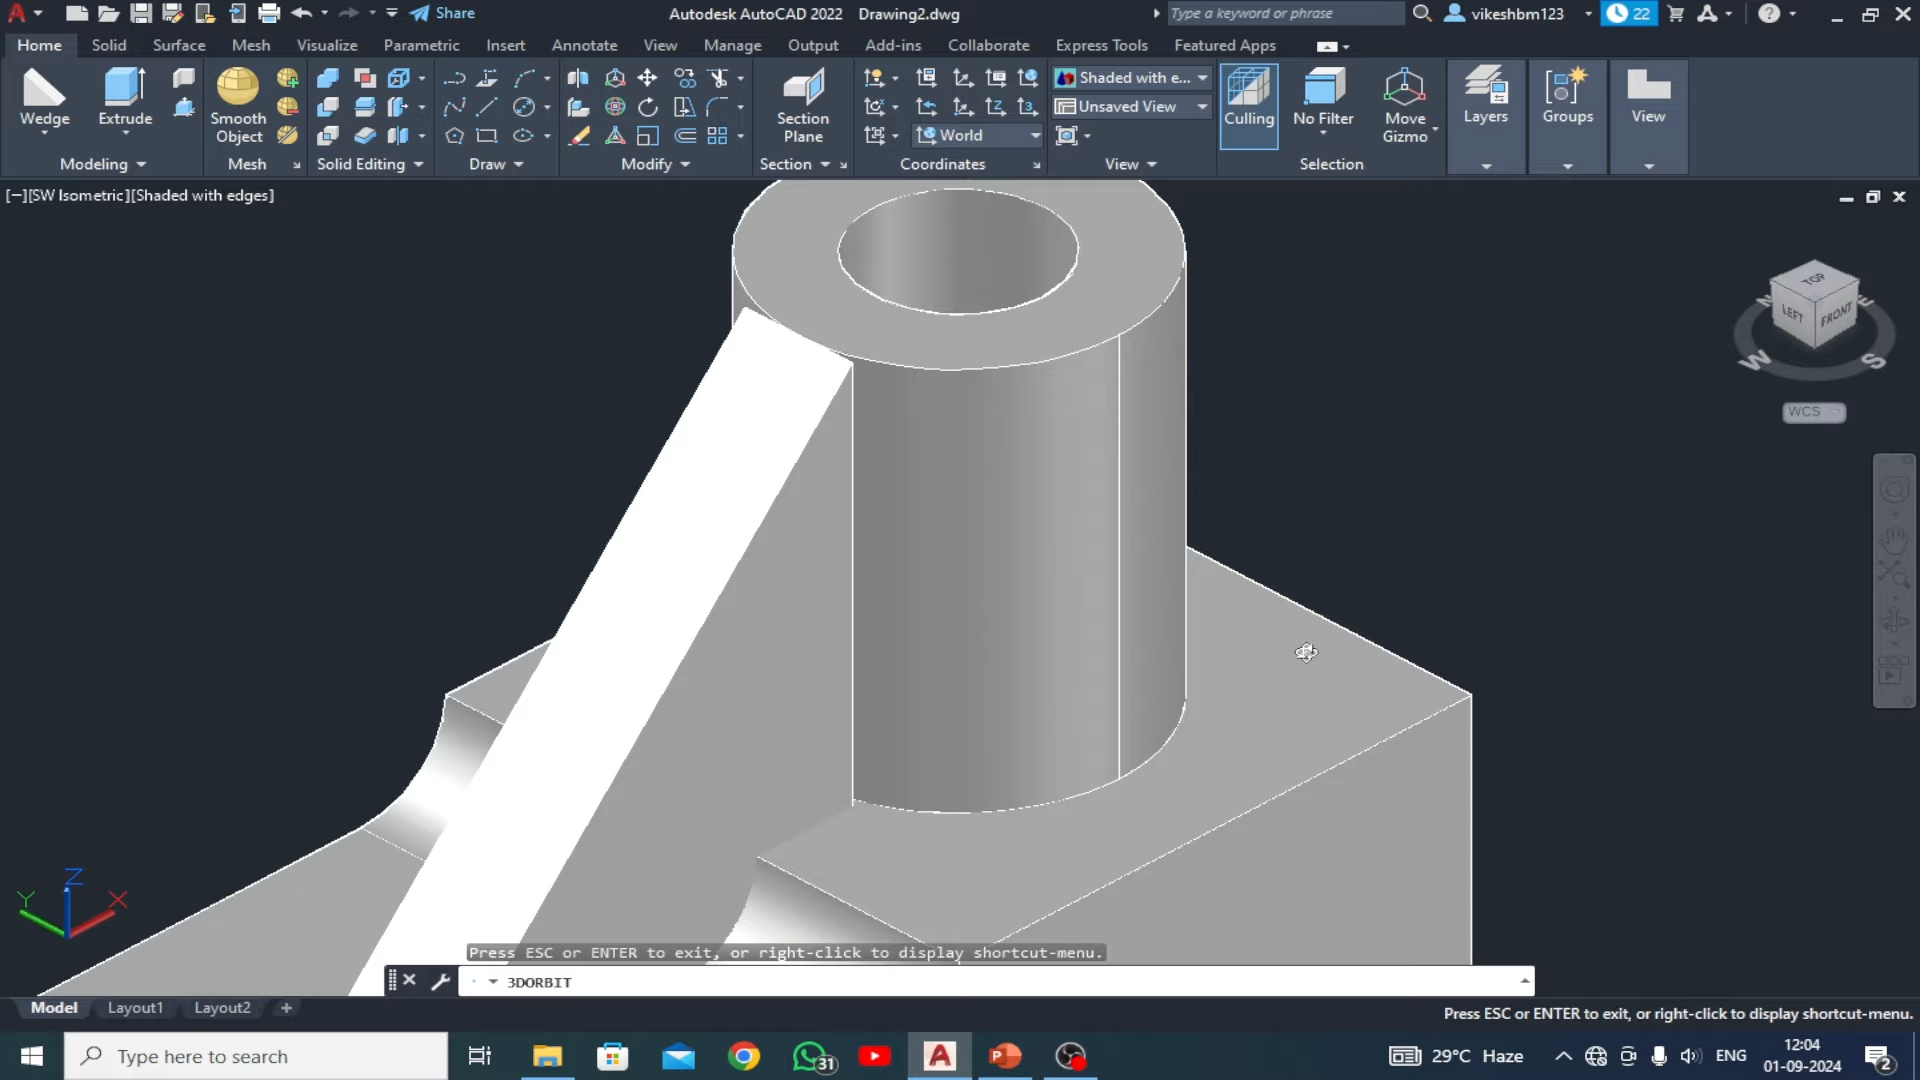 Share
Autodesk AutoCAD 2022 Drawing2.dwg
Type a keyword or phrase
vikeshbm123
22
Home Solid Surface Mesh Visualize Parametric Insert Annotate View Manage Output Add-ins Collaborate Express Tools Featured Apps
Wedge
Extrude
Smooth Object
Section Plane
Shaded with e...
Unsaved View
World
Culling
No Filter
Move Gizmo
Layers
Groups
View
Modeling
Mesh
Solid Editing
Draw
Modify
Section
Coordinates
View
Selection
[−][SW Isometric][Shaded with edges]
TOP
LEFT
FRONT
N
E
W
S
WCS
Z
Y
X
Press ESC or ENTER to exit, or right-click to display shortcut-menu.
3DORBIT
Model Layout1 Layout2 +
Press ESC or ENTER to exit, or right-click to display shortcut-menu.
Type here to search
31
29°C Haze
ENG
12:04
01-09-2024
2